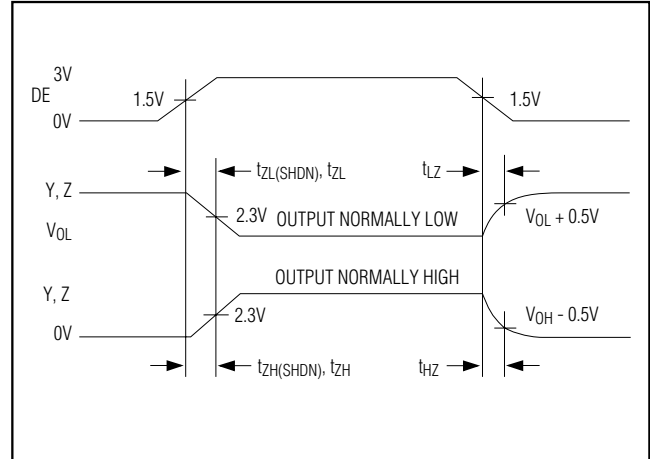 3V
DE
1.5V
1.5V
0V
tZL(SHDN), tZL
tLZ
Y, Z
2.3V
OUTPUT NORMALLY LOW
VOL + 0.5V
VOL
OUTPUT NORMALLY HIGH
Y, Z
2.3V
VOH - 0.5V
0V
tZH(SHDN), tZH
tHZ